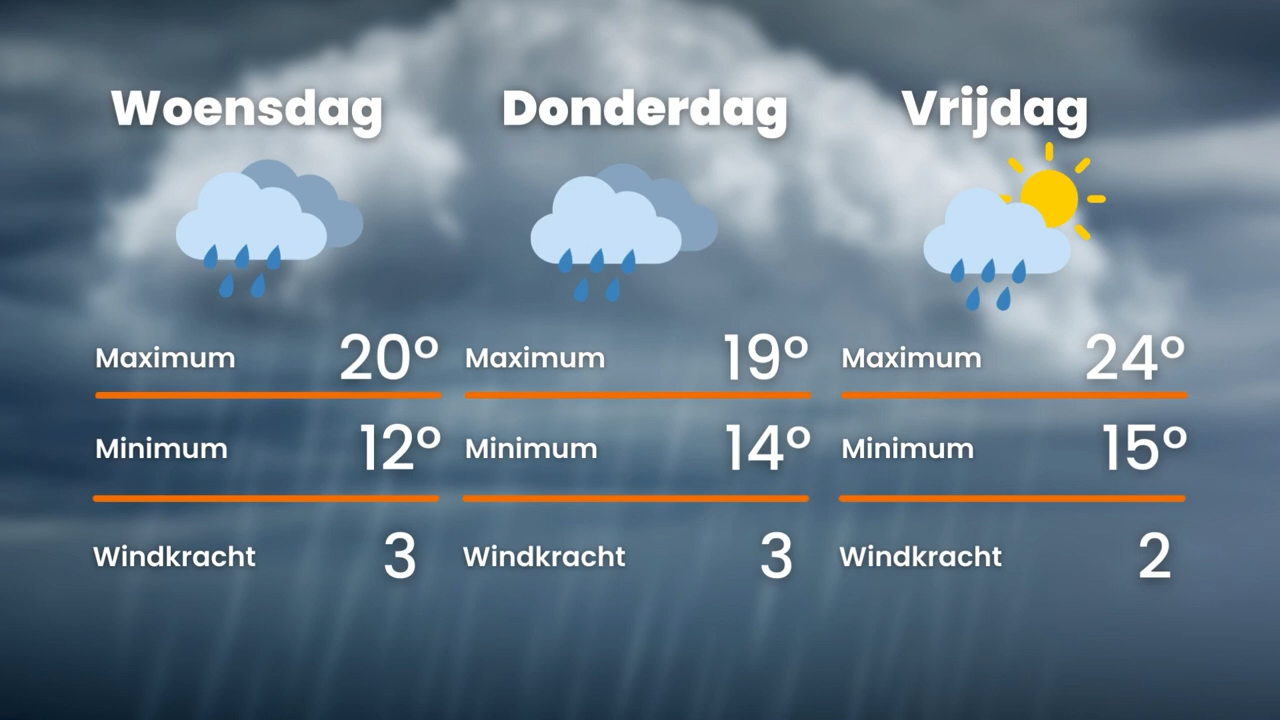 Woensdag
Maximum 20°
Minimum 12°
Windkracht 3
Donderdag
Maximum 19°
Minimum 14°
Windkracht 3
Vrijdag
Maximum 24°
Minimum 15°
Windkracht 2